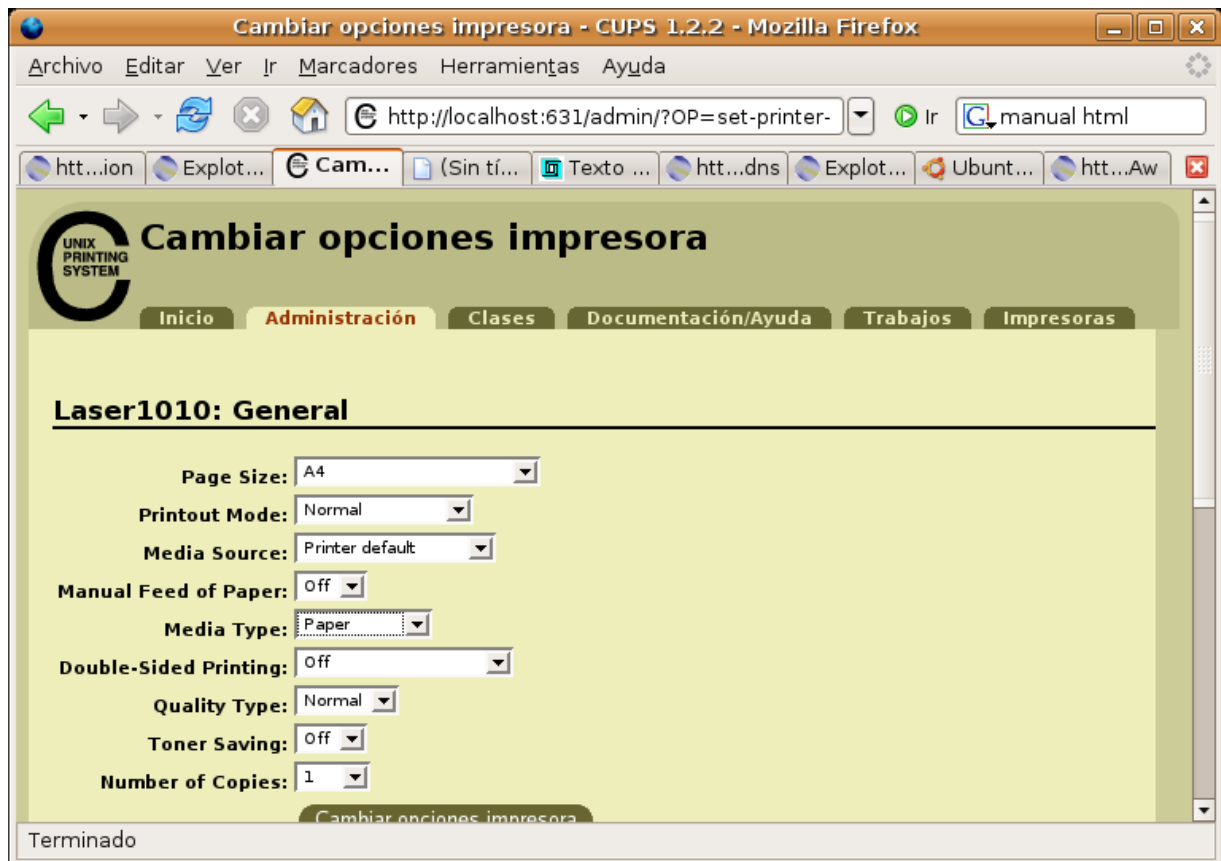 Cambiar opciones impresora - CUPS 1.2.2 - Mozilla Firefox
Archivo Editar Ver Ir Marcadores Herramientas Ayuda
http://localhost:631/admin/?OP=set-printer- Ir G manual html
htt...ion Explot... Cam... (Sin tí... Texto ... htt...dns Explot... Ubunt... htt...Aw
UNIX
PRINTING
SYSTEM
Cambiar opciones impresora
Inicio Administración Clases Documentación/Ayuda Trabajos Impresoras
Laser1010: General
Page Size: A4
Printout Mode: Normal
Media Source: Printer default
Manual Feed of Paper: Off
Media Type: Paper
Double-Sided Printing: Off
Quality Type: Normal
Toner Saving: Off
Number of Copies: 1
Cambiar opciones impresora
Terminado